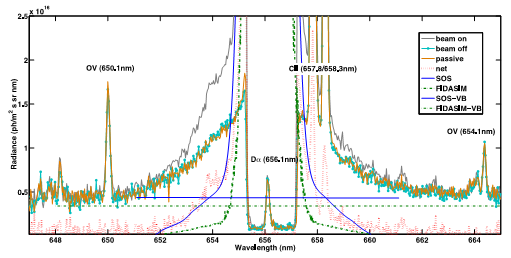 2.5 x 10^16
2
1.5
1
0.5
Radiance (ph/m² s sr nm)
648 650 652 654 656 658 660 662 664
Wavelength (nm)
OV (650.1nm)
Dα (656.1nm)
CII (657.8/658.3nm)
OV (664.1nm)
beam on
beam off
passive
net
SOS
FIDASIM
SOS-VB
FIDASIM-VB